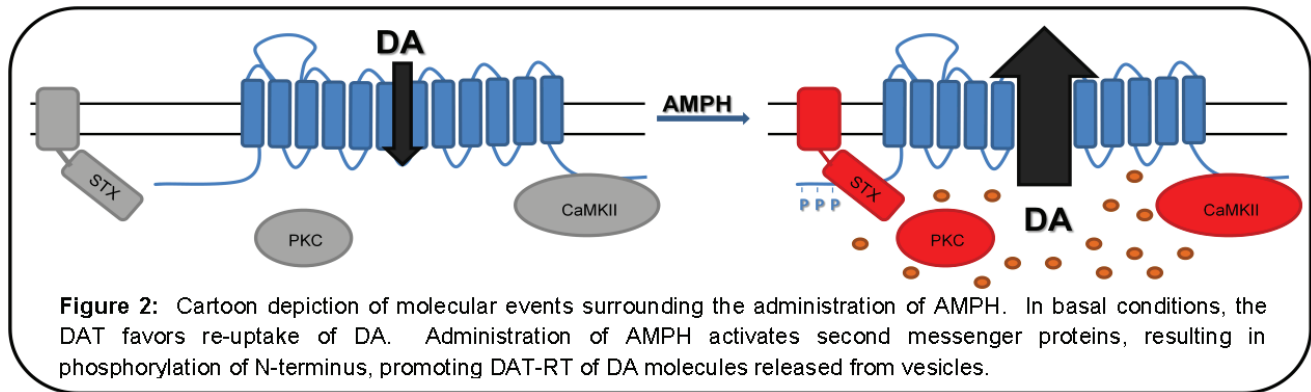 DA
AMPH
STX
PKC
CaMKII
STX
P P P
PKC
DA
CaMKII
Figure 2: Cartoon depiction of molecular events surrounding the administration of AMPH. In basal conditions, the
DAT favors re-uptake of DA. Administration of AMPH activates second messenger proteins, resulting in
phosphorylation of N-terminus, promoting DAT-RT of DA molecules released from vesicles.